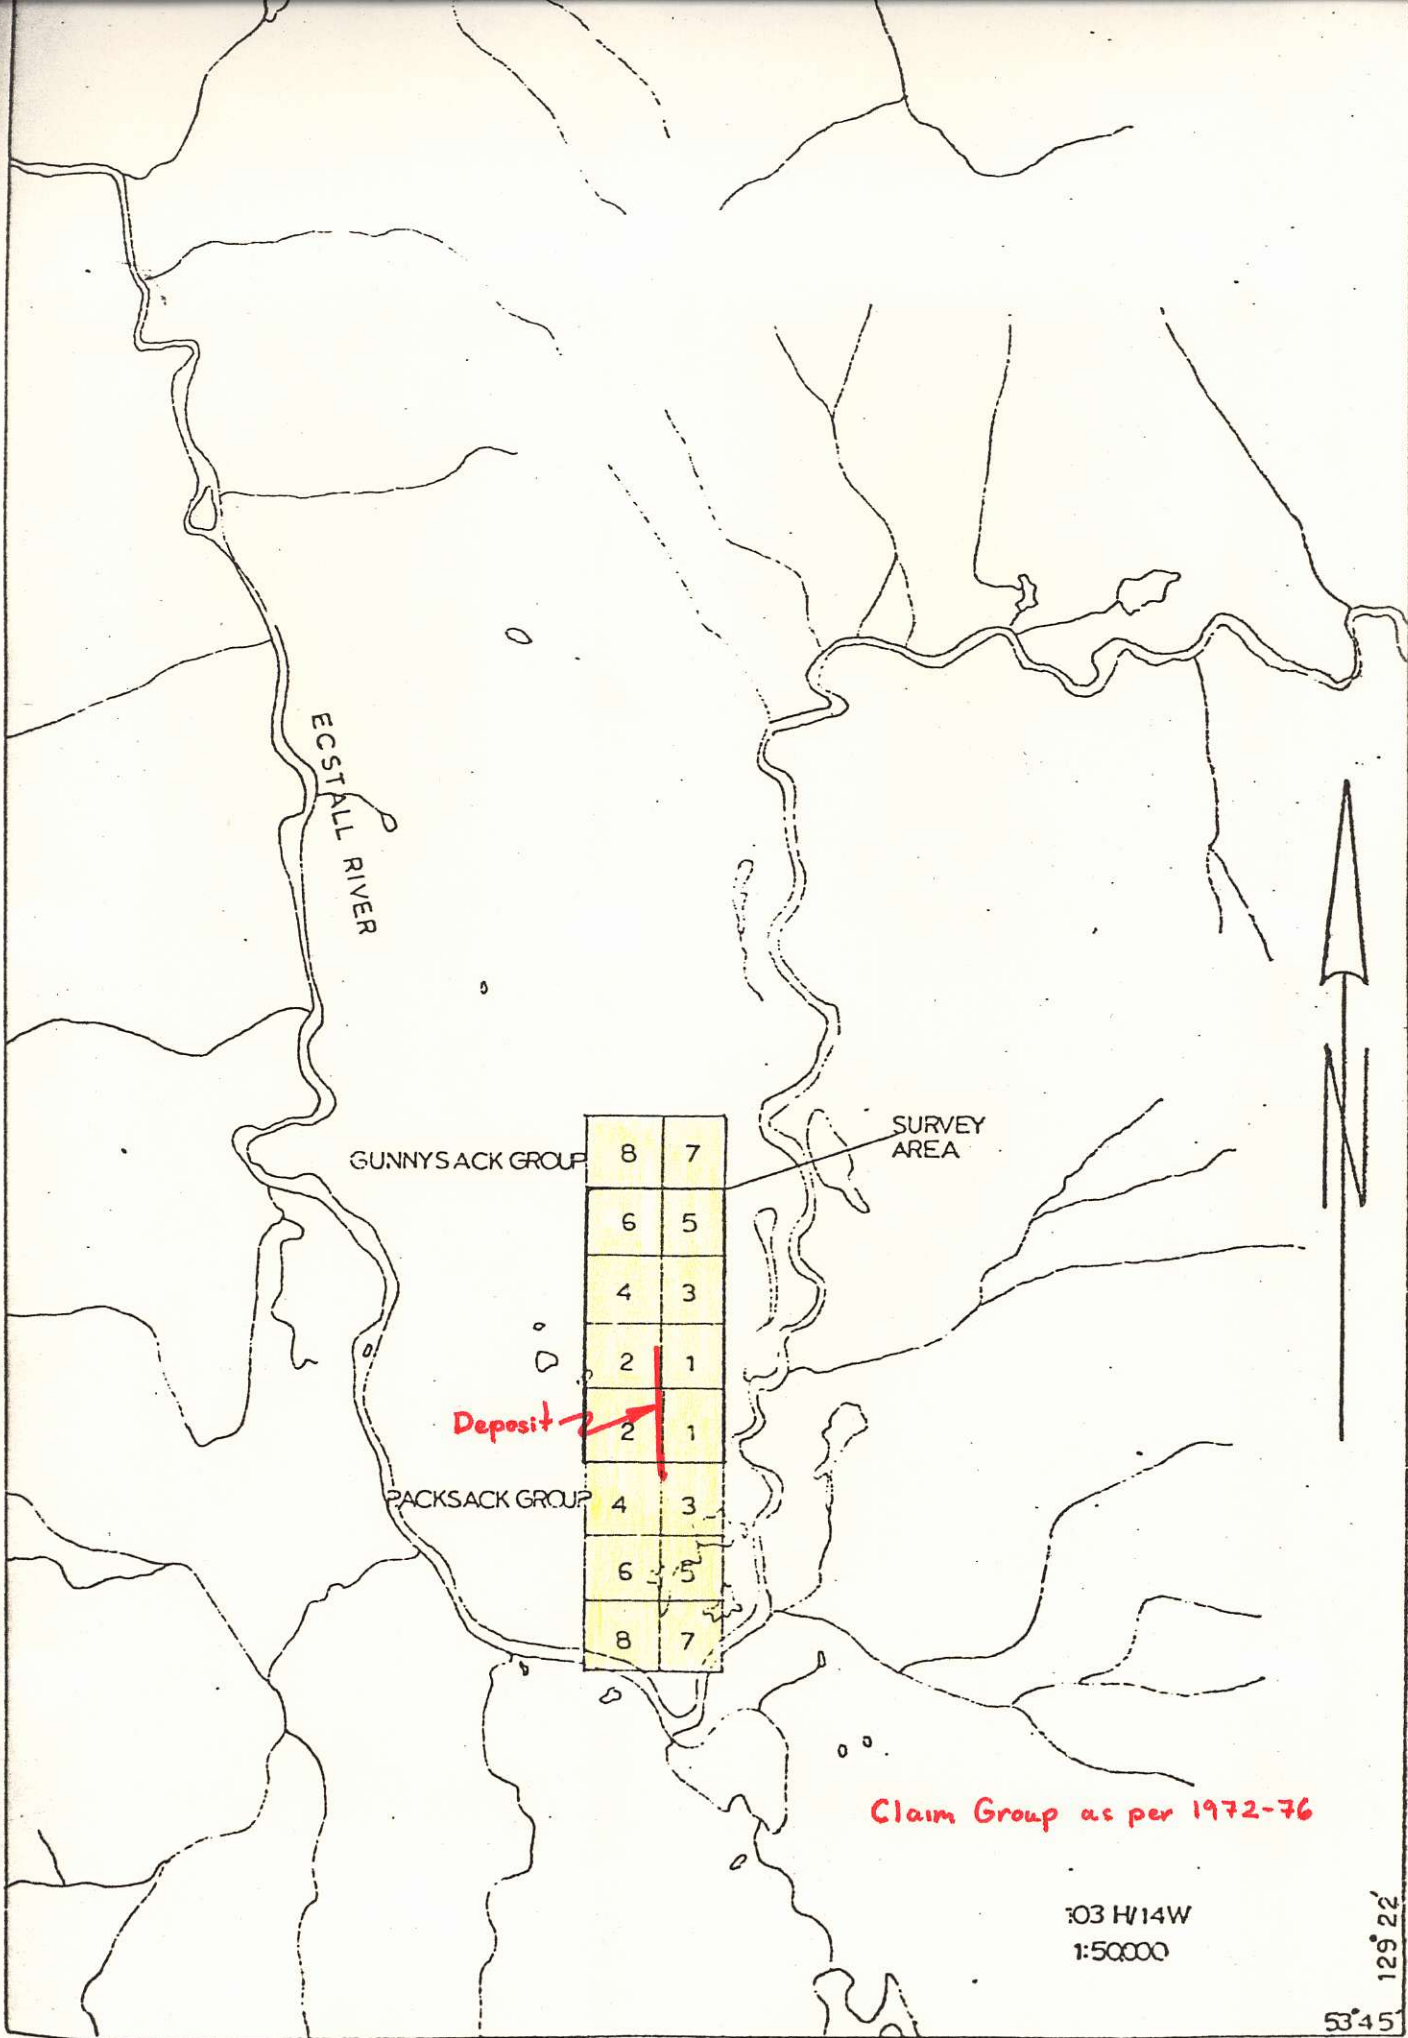 ECSTALL RIVER
SURVEY
AREA
GUNNYSACK GROUP
8 7
6 5
4 3
2 1
Deposit
2 1
PACKSACK GROUP
4 3
6 5
8 7
N
Claim Group as per 1972-76
103 H/14W
1:50000
129°22'
53°45'